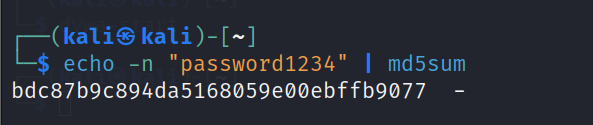 ┌──(kali㉿kali)-[~]
└─$ echo -n "password1234" | md5sum
bdc87b9c894da5168059e00ebffb9077  -